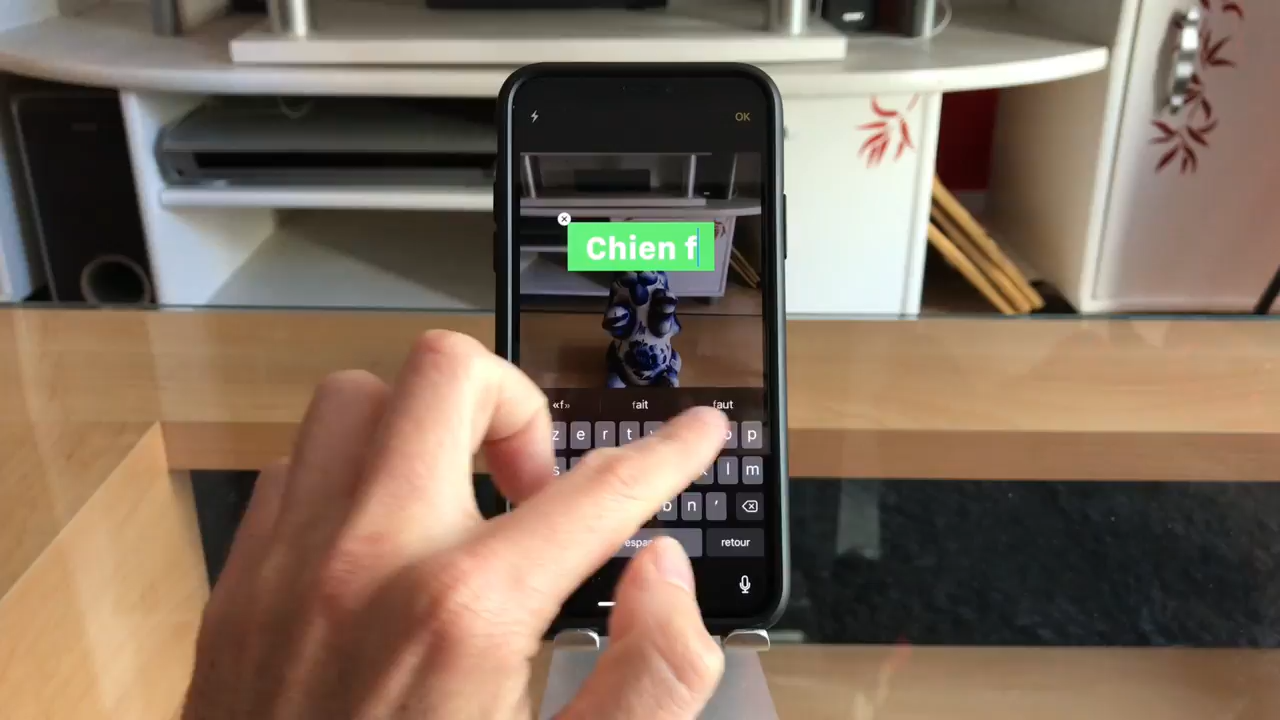 OK
Chien f
«f» fait faut
z e r t p
s l m
b n ’
retour